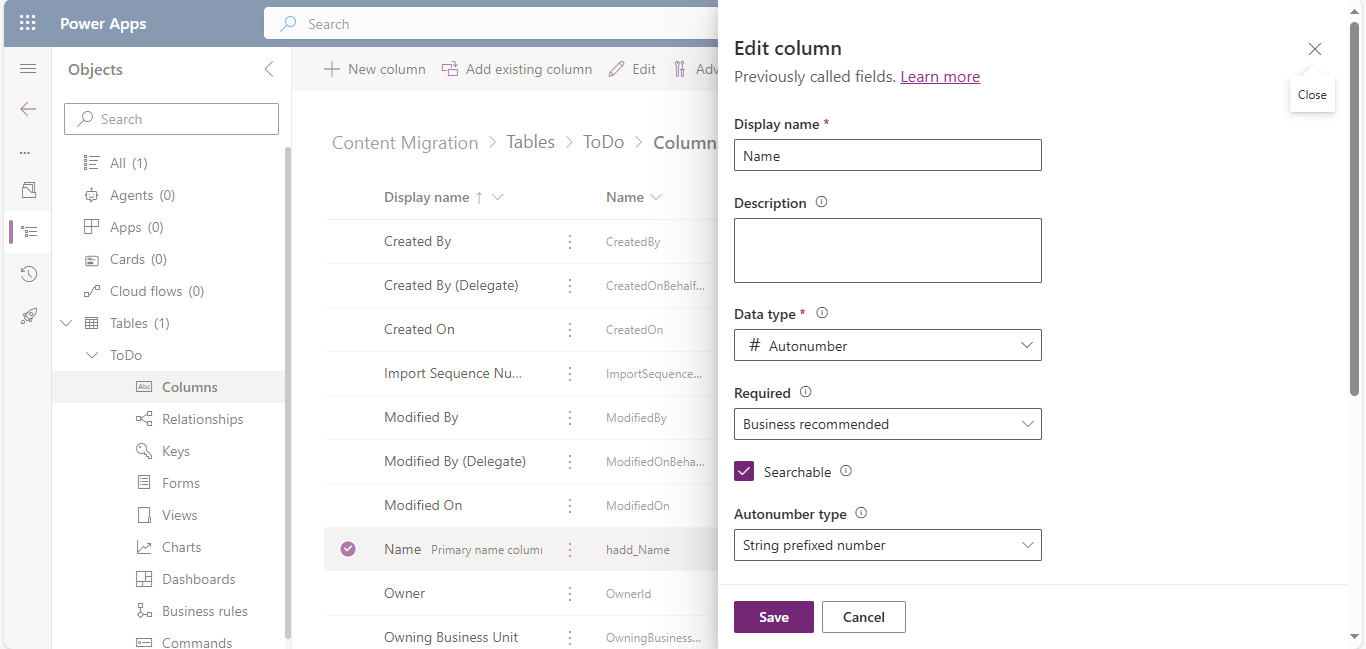 Power Apps
Search
Objects
Search
All (1)
Agents (0)
Apps (0)
Cards (0)
Cloud flows (0)
Tables (1)
ToDo
Abc Columns
Relationships
Keys
Forms
Views
Charts
Dashboards
Business rules
Commands
New column Add existing column Edit Adv
Content Migration > Tables > ToDo > Column
Display name ↑ Name
Created By CreatedBy
Created By (Delegate) CreatedOnBehalf...
Created On CreatedOn
Import Sequence Nu... ImportSequence...
Modified By ModifiedBy
Modified By (Delegate) ModifiedOnBeha...
Modified On ModifiedOn
Name Primary name colum hadd_Name
Owner OwnerId
Owning Business Unit OwningBusiness...
Edit column
Previously called fields. Learn more
Close
Display name *
Name
Description
Data type *
# Autonumber
Required
Business recommended
Searchable
Autonumber type
String prefixed number
Save Cancel